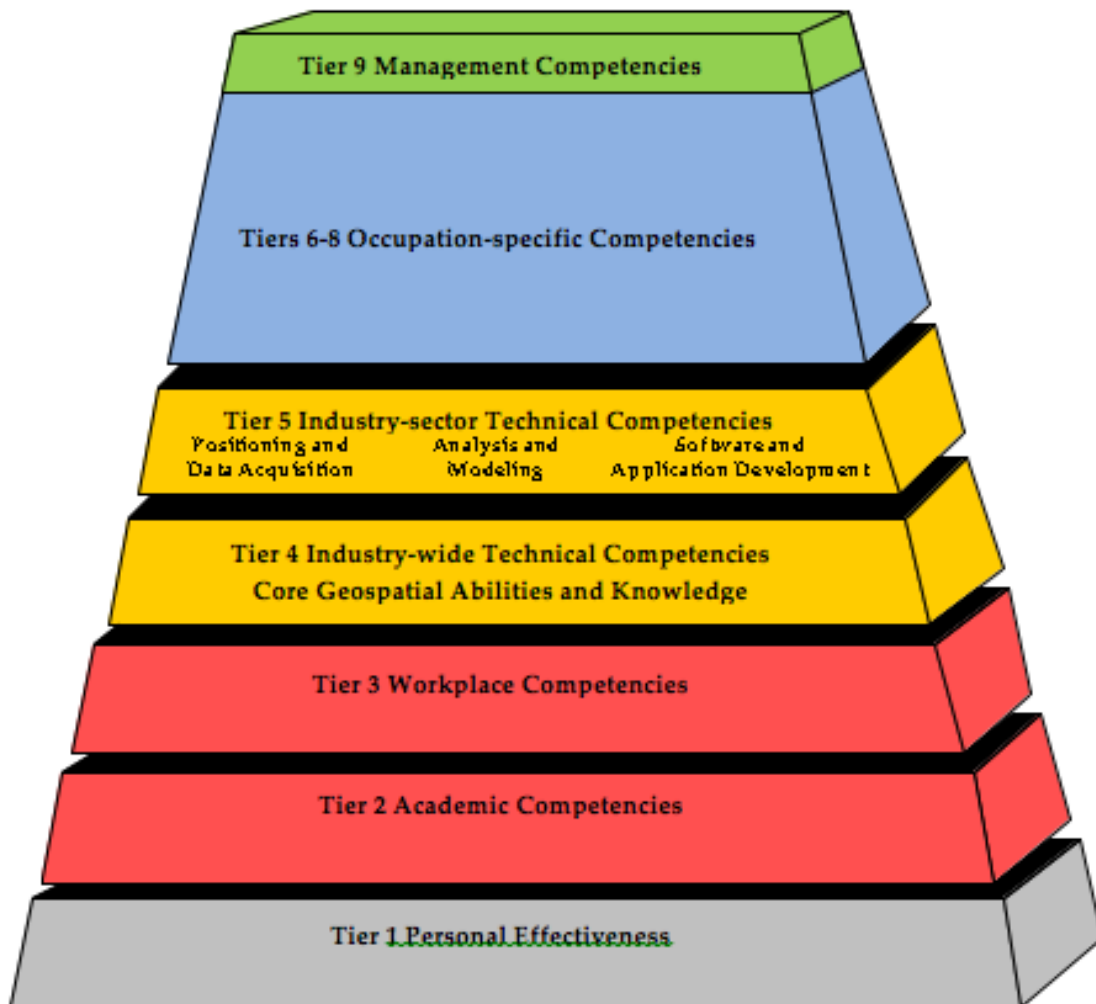 Tier 9 Management Competencies
Tiers 6-8 Occupation-specific Competencies
Tier 5 Industry-sector Technical Competencies
Positioning and
Data Acquisition
Analysis and
Modeling
Software and
Application Development
Tier 4 Industry-wide Technical Competencies
Core Geospatial Abilities and Knowledge
Tier 3 Workplace Competencies
Tier 2 Academic Competencies
Tier 1 Personal Effectiveness